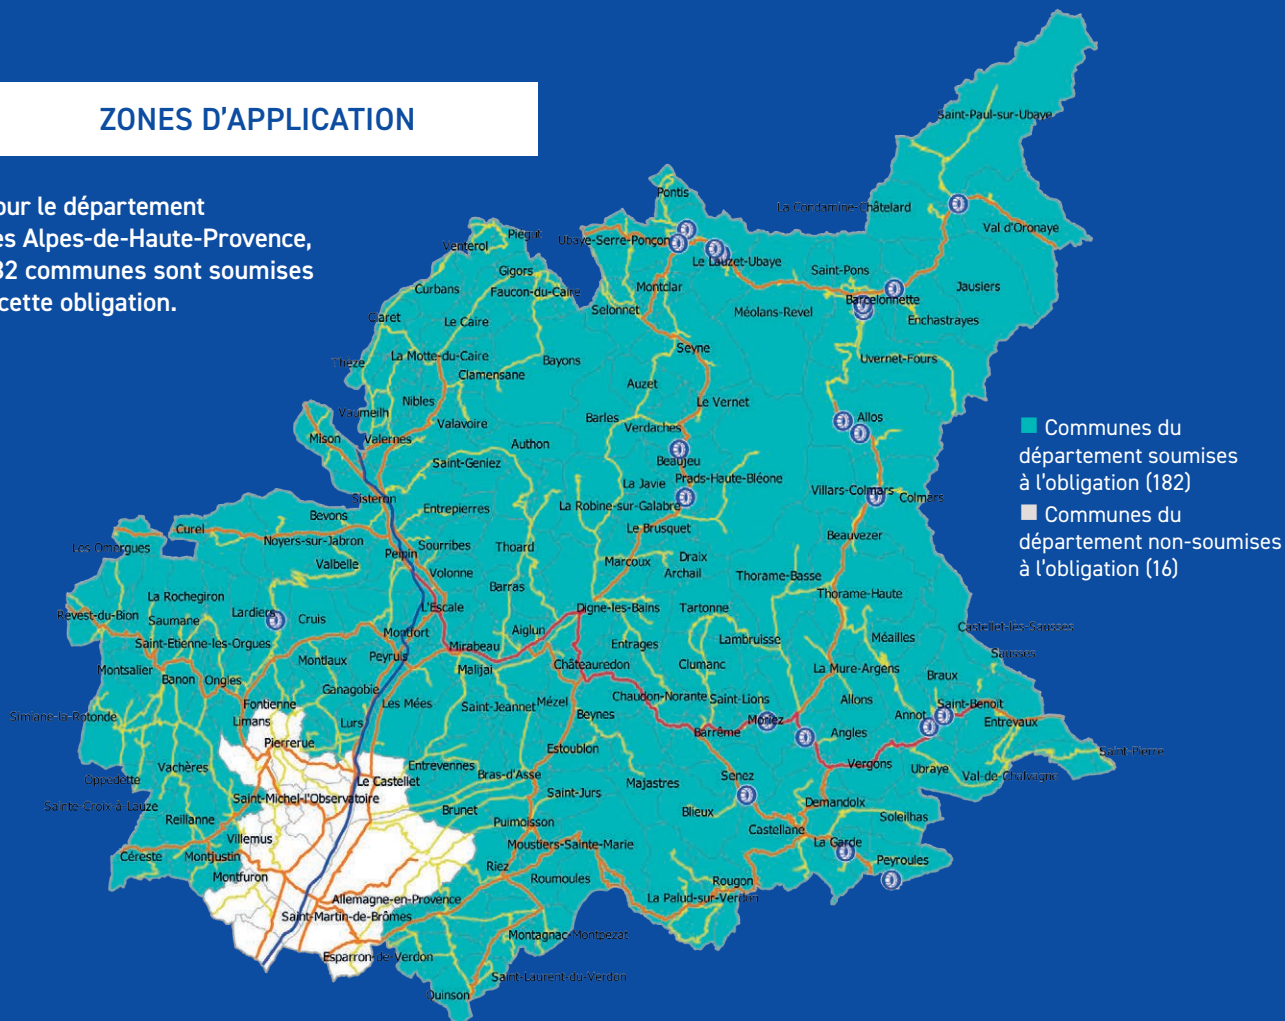 ZONES D'APPLICATION
our le département
es Alpes-de-Haute-Provence,
32 communes sont soumises
cette obligation.
Saint-Paul-sur-Ubaye
Pontis
La Condamine-Châtelard
Val d'Oronaye
Piégut
Ubaye-Serre-Ponçon
Venterol
Le Lauzet-Ubaye
Gigors
Saint-Pons
Curbans
Faucon-du-Caire
Montclar
Jausiers
Barcelonnette
Selonnet
Méolans-Revel
Enchastrayes
Claret
Le Caire
Seyne
Thèze
La Motte-du-Caire
Bayons
Uvernet-Fours
Clamensane
Auzet
Nibles
Le Vernet
Vaumeilh
Valavoire
Barles
Allos
Verdaches
Mison
Valernes
Authon
Saint-Geniez
Beaujeu
La Javie
Prads-Haute-Bléone
Villars-Colmars
Colmars
Sisteron
Entrepierres
La Robine-sur-Galabre
Bevons
Curel
Le Brusquet
Beauvezer
Les Omergues
Noyers-sur-Jabron
Peipin
Sourribes
Thoard
Valbelle
Marcoux
Draix
Archail
Volonne
Thorame-Basse
Barras
La Rochegiron
Thorame-Haute
Revest-du-Bion
Saumane
Lardiers
Cruis
L'Escale
Digne-les-Bains
Tartonne
Castellet-lès-Sausses
Saint-Etienne-les-Orgues
Montfort
Aiglun
Entrages
Lambruisse
Méailles
Mirabeau
Sausses
Montsalier
Montlaux
Peyruis
Malijai
Châteauredon
Clumanc
La Mure-Argens
Braux
Banon
Ongles
Ganagobie
Chaudon-Norante
Saint-Lions
Allons
Saint-Benoit
Simiane-la-Rotonde
Fontienne
Les Mées
Saint-Jeannet
Mézel
Beynes
Moriez
Annot
Entrevaux
Limans
Lurs
Barrême
Angles
Pierrerue
Estoublon
Saint-Pierre
Vachères
Entrevennes
Bras-d'Asse
Vergons
Ubraye
Val-de-Chalvagne
Oppedette
Le Castellet
Majastres
Senez
Sainte-Croix-à-Lauze
Saint-Michel-l'Observatoire
Saint-Jurs
Demandolx
Reillanne
Brunet
Blieux
Soleilhas
Villemus
Puimoisson
Castellane
La Garde
Céreste
Montjustin
Moustiers-Sainte-Marie
Peyroules
Montfuron
Riez
Roumoules
Rougon
Allemagne-en-Provence
La Palud-sur-Verdon
Saint-Martin-de-Brômes
Montagnac-Montpezat
Esparron-de-Verdon
Saint-Laurent-du-Verdon
Quinson
Communes du
département soumises
à l'obligation (182)
Communes du
département non-soumises
à l'obligation (16)